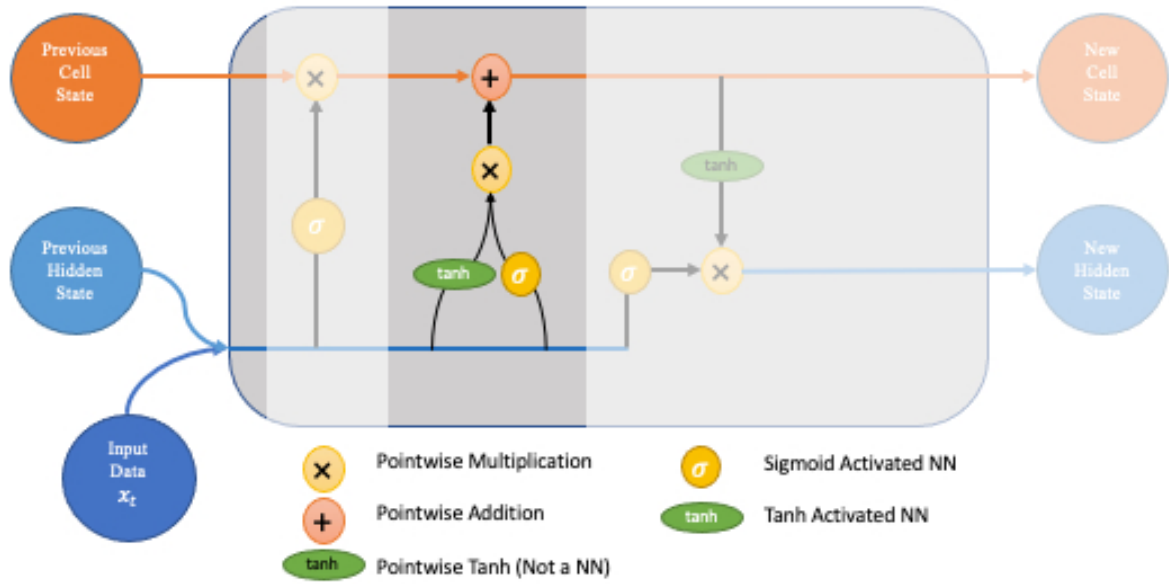 Previous
Cell
State
New
Cell
State
×
+
×
tanh
σ
Previous
Hidden
State
tanh
σ
σ
×
New
Hidden
State
Input
Data
x_t
× Pointwise Multiplication
σ Sigmoid Activated NN
+ Pointwise Addition
tanh Tanh Activated NN
tanh Pointwise Tanh (Not a NN)